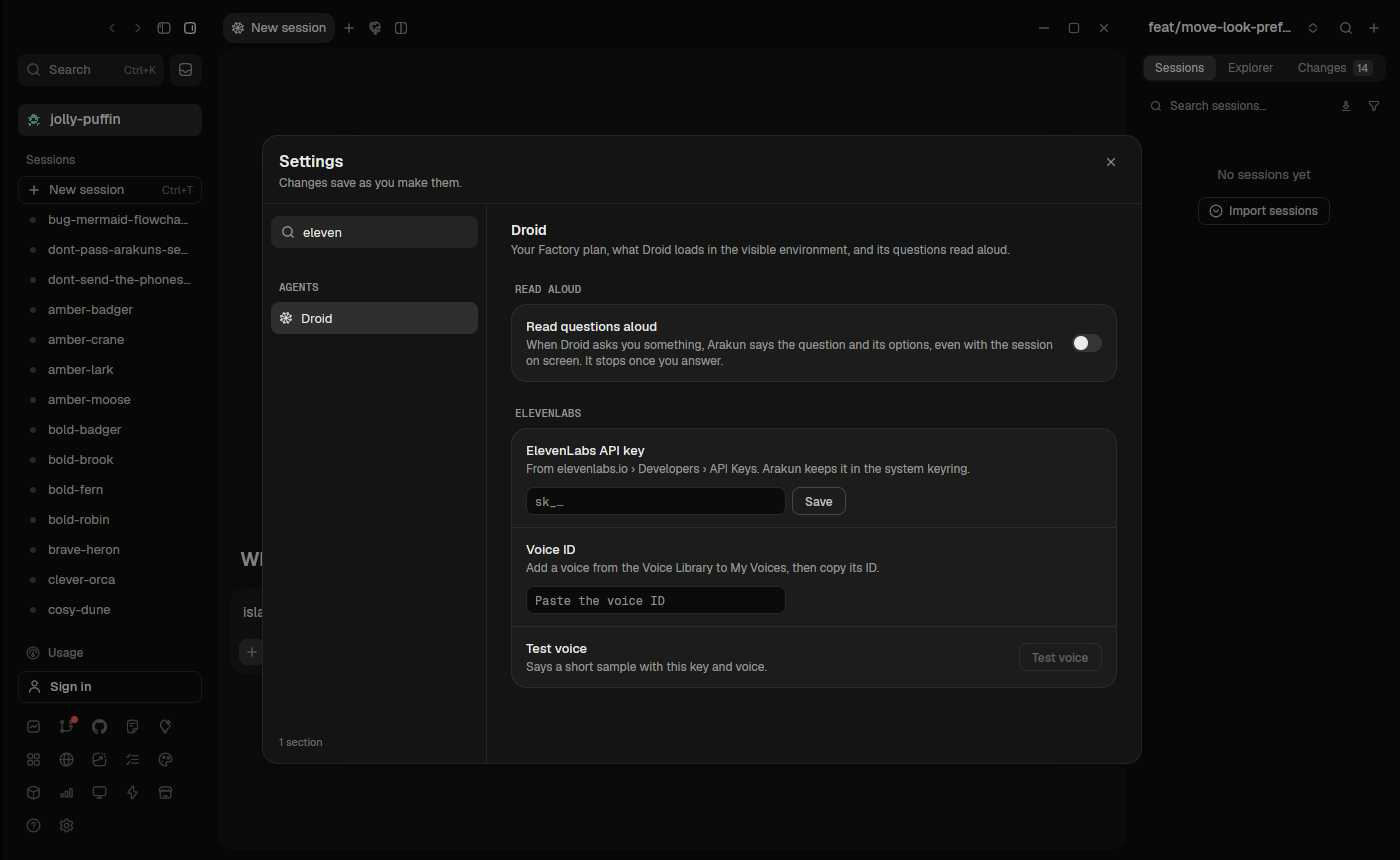 New session
feat/move-look-pref…
Search Ctrl+K
Sessions Explorer Changes 14
Search sessions…
jolly-puffin
Sessions
New session Ctrl+T
bug-mermaid-flowcha…
dont-pass-arakuns-se…
dont-send-the-phones…
amber-badger
amber-crane
amber-lark
amber-moose
bold-badger
bold-brook
bold-fern
bold-robin
brave-heron
clever-orca
cosy-dune
Usage
Sign in
Settings
Changes save as you make them.
eleven
AGENTS
Droid
1 section
Droid
Your Factory plan, what Droid loads in the visible environment, and its questions read aloud.
READ ALOUD
Read questions aloud
When Droid asks you something, Arakun says the question and its options, even with the session
on screen. It stops once you answer.
ELEVENLABS
ElevenLabs API key
From elevenlabs.io › Developers › API Keys. Arakun keeps it in the system keyring.
sk_… Save
Voice ID
Add a voice from the Voice Library to My Voices, then copy its ID.
Paste the voice ID
Test voice
Says a short sample with this key and voice.
Test voice
No sessions yet
Import sessions